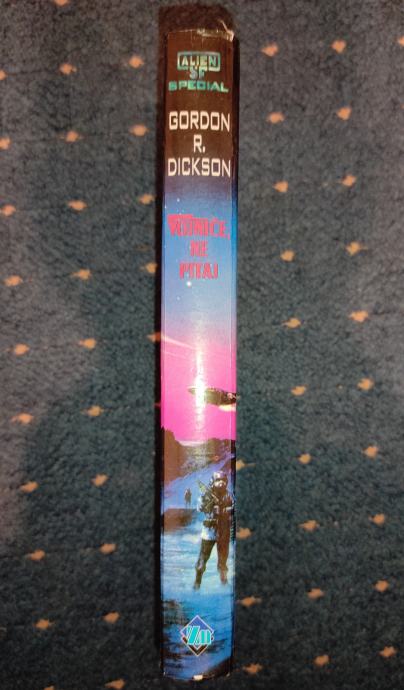 ALIEN
SF
SPECIAL
GORDON
R.
DICKSON
VOJNIČE,
NE
PITAJ